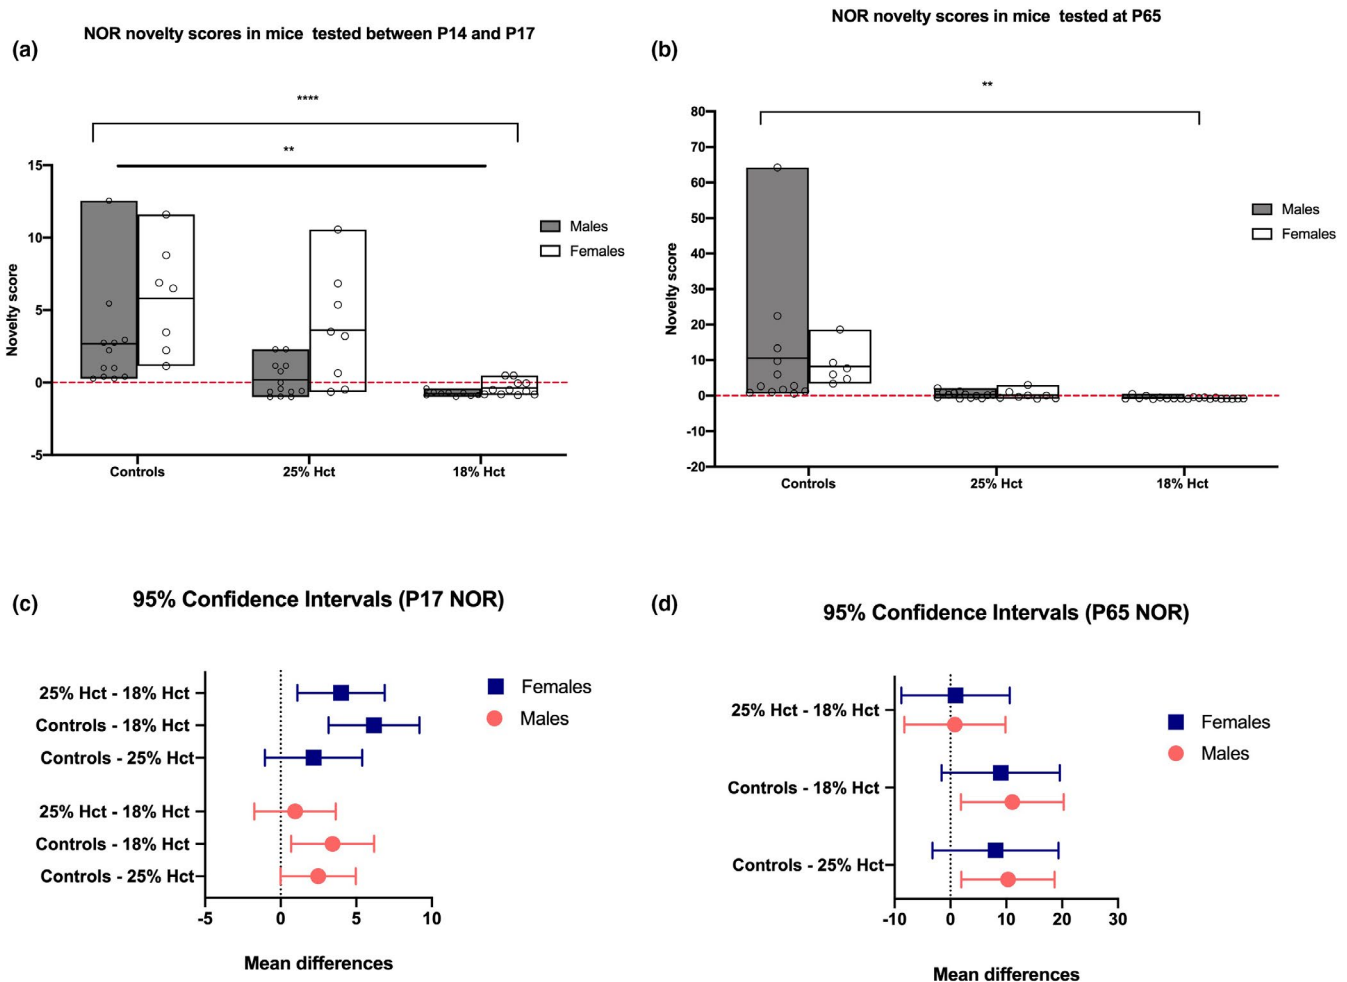 NOR novelty scores in mice tested between P14 and P17
(a)
****
**
15
10
5
0
-5
Novelty score
Controls
25% Hct
18% Hct
Males
Females
NOR novelty scores in mice tested at P65
(b)
**
80
70
60
50
40
30
20
10
0
-10
-20
Novelty score
Controls
25% Hct
18% Hct
Males
Females
(c)
95% Confidence Intervals (P17 NOR)
25% Hct - 18% Hct
Controls - 18% Hct
Controls - 25% Hct
25% Hct - 18% Hct
Controls - 18% Hct
Controls - 25% Hct
-5
0
5
10
Mean differences
Females
Males
(d)
95% Confidence Intervals (P65 NOR)
25% Hct - 18% Hct
Controls - 18% Hct
Controls - 25% Hct
-10
0
10
20
30
Mean differences
Females
Males